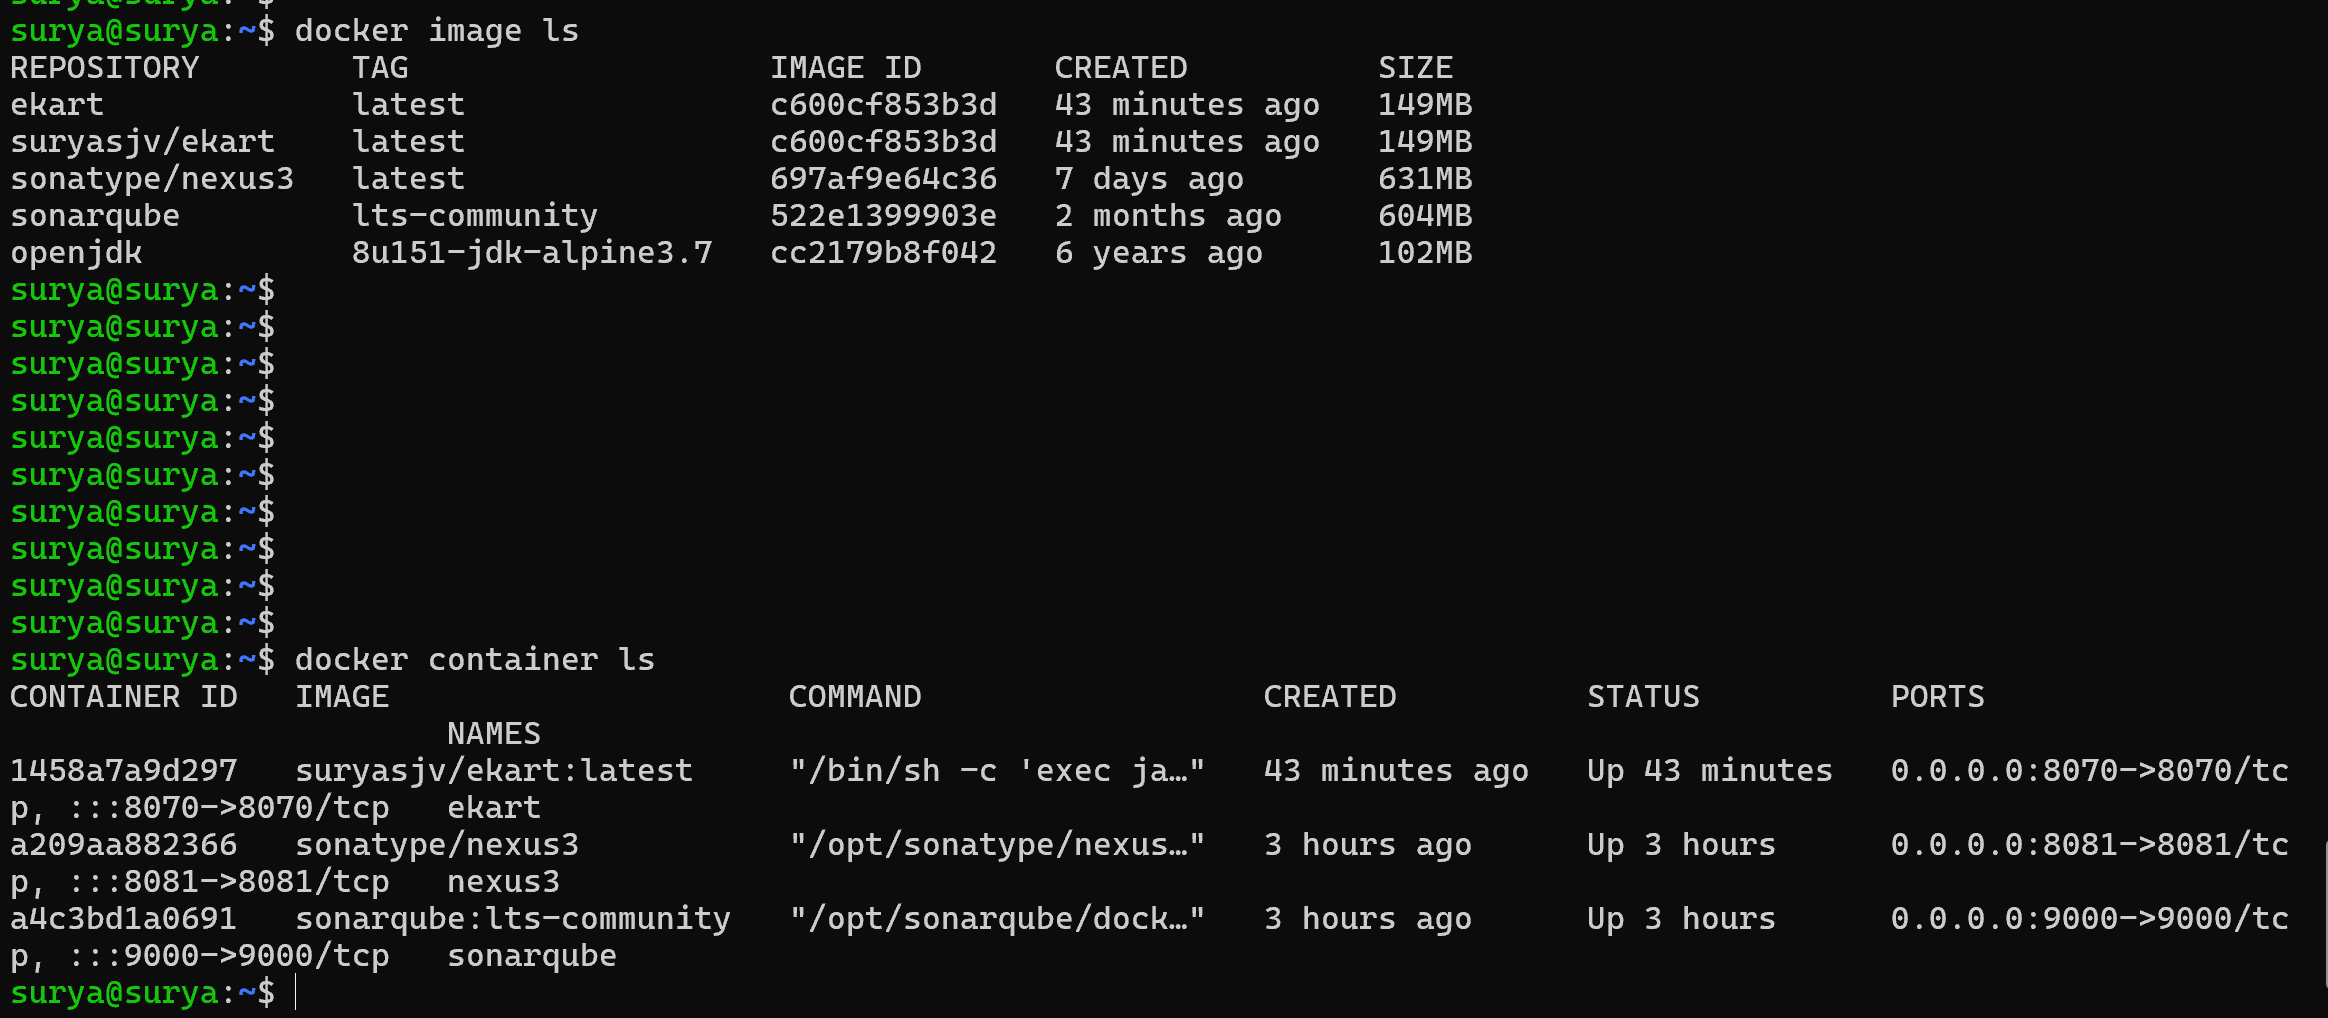 surya@surya:~$
surya@surya:~$ docker image ls
REPOSITORY        TAG                   IMAGE ID       CREATED          SIZE
ekart             latest                c600cf853b3d   43 minutes ago   149MB
suryasjv/ekart    latest                c600cf853b3d   43 minutes ago   149MB
sonatype/nexus3   latest                697af9e64c36   7 days ago       631MB
sonarqube         lts-community         522e1399903e   2 months ago     604MB
openjdk           8u151-jdk-alpine3.7   cc2179b8f042   6 years ago      102MB
surya@surya:~$
surya@surya:~$
surya@surya:~$
surya@surya:~$
surya@surya:~$
surya@surya:~$
surya@surya:~$
surya@surya:~$
surya@surya:~$
surya@surya:~$
surya@surya:~$ docker container ls
CONTAINER ID   IMAGE                     COMMAND                  CREATED          STATUS          PORTS
                       NAMES
1458a7a9d297   suryasjv/ekart:latest     "/bin/sh -c 'exec ja…"   43 minutes ago   Up 43 minutes   0.0.0.0:8070->8070/tc
p, :::8070->8070/tcp   ekart
a209aa882366   sonatype/nexus3           "/opt/sonatype/nexus…"   3 hours ago      Up 3 hours      0.0.0.0:8081->8081/tc
p, :::8081->8081/tcp   nexus3
a4c3bd1a0691   sonarqube:lts-community   "/opt/sonarqube/dock…"   3 hours ago      Up 3 hours      0.0.0.0:9000->9000/tc
p, :::9000->9000/tcp   sonarqube
surya@surya:~$